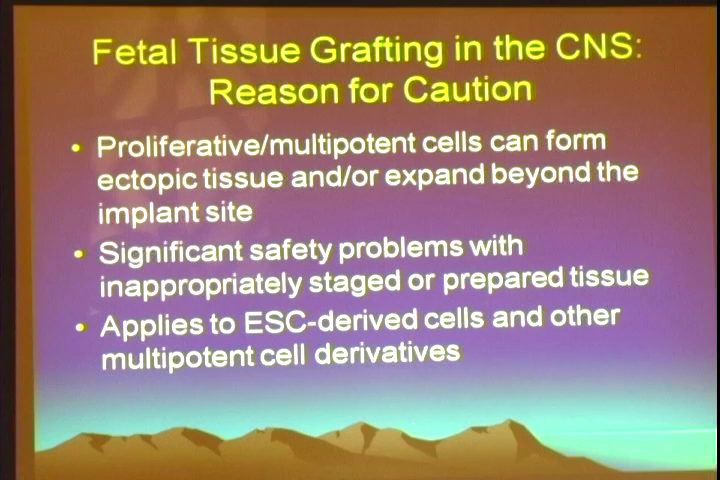 Fetal Tissue Grafting in the CNS:
Reason for Caution
• Proliferative/multipotent cells can form
ectopic tissue and/or expand beyond the
implant site
• Significant safety problems with
inappropriately staged or prepared tissue
• Applies to ESC-derived cells and other
multipotent cell derivatives